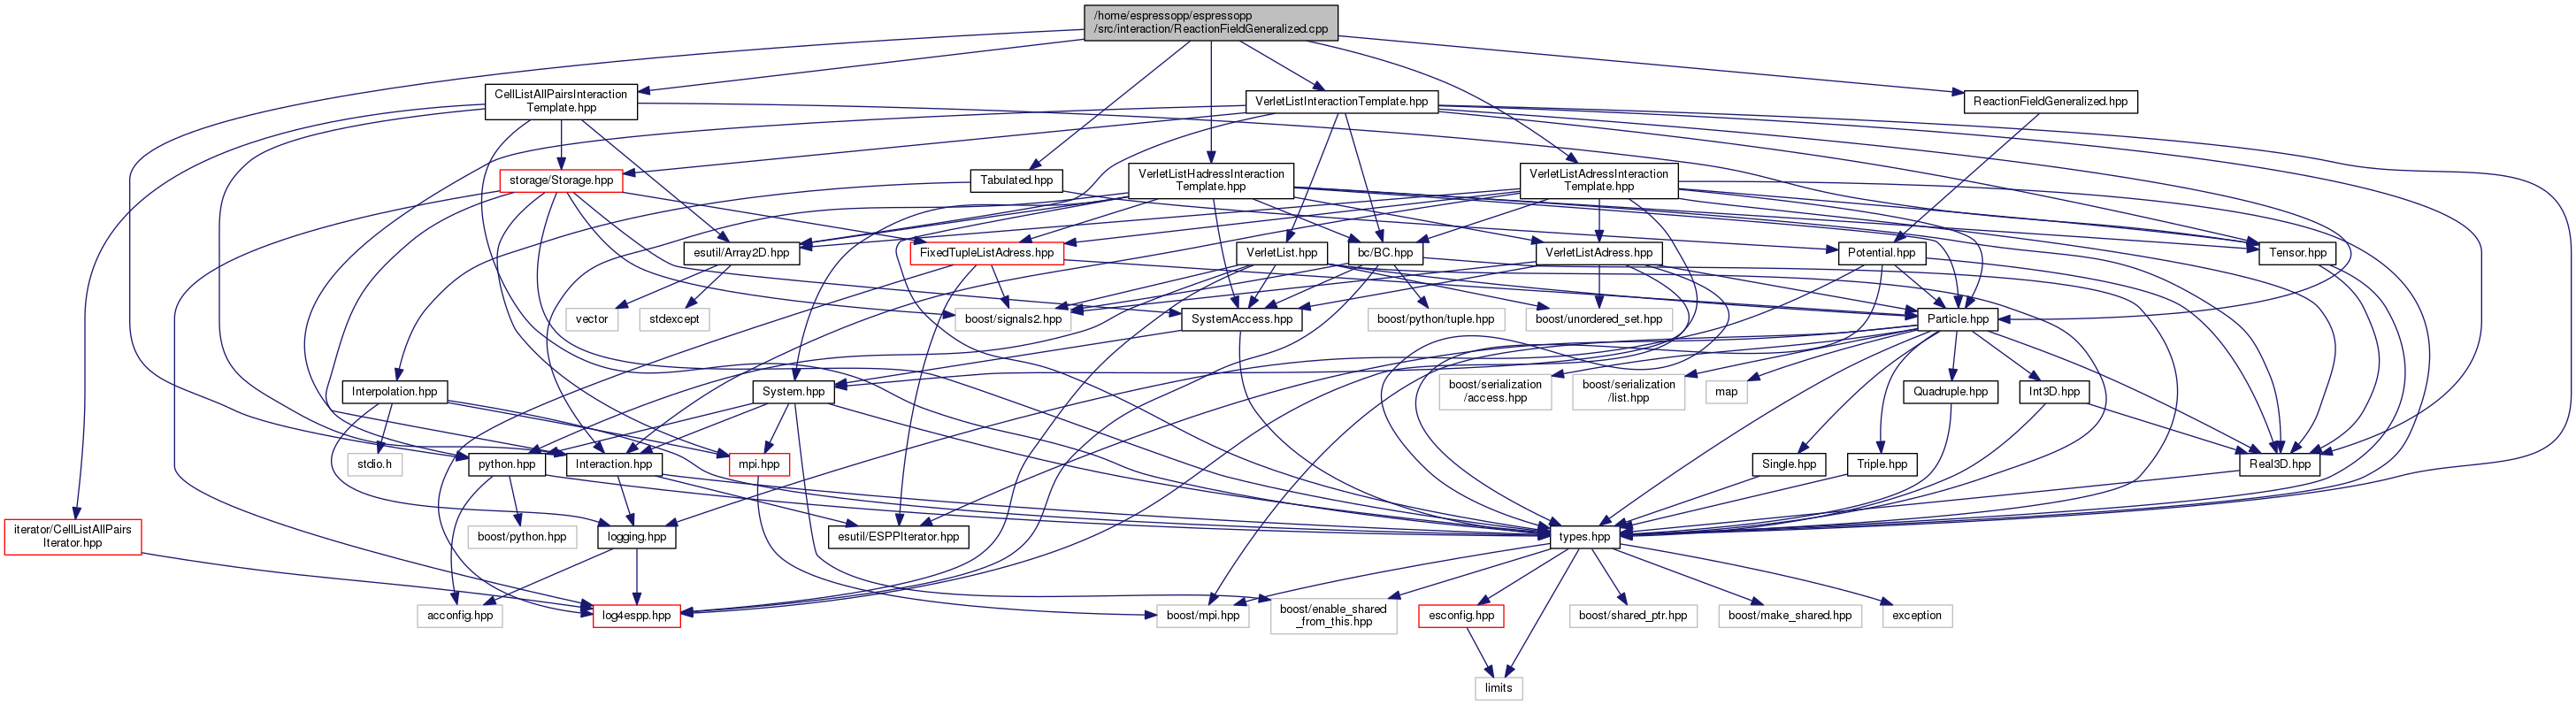 /home/espressopp/espressopp
/src/interaction/ReactionFieldGeneralized.cpp
CellListAllPairsInteraction
Template.hpp
VerletListInteractionTemplate.hpp
ReactionFieldGeneralized.hpp
storage/Storage.hpp
Tabulated.hpp
VerletListHadressInteraction
Template.hpp
VerletListAdressInteraction
Template.hpp
esutil/Array2D.hpp
FixedTupleListAdress.hpp
VerletList.hpp
bc/BC.hpp
VerletListAdress.hpp
Potential.hpp
Tensor.hpp
vector
stdexcept
boost/signals2.hpp
SystemAccess.hpp
boost/python/tuple.hpp
boost/unordered_set.hpp
Particle.hpp
Interpolation.hpp
System.hpp
boost/serialization
/access.hpp
boost/serialization
/list.hpp
map
Quadruple.hpp
Int3D.hpp
stdio.h
python.hpp
Interaction.hpp
mpi.hpp
Single.hpp
Triple.hpp
Real3D.hpp
iterator/CellListAllPairs
Iterator.hpp
boost/python.hpp
logging.hpp
esutil/ESPPIterator.hpp
types.hpp
acconfig.hpp
log4espp.hpp
boost/mpi.hpp
boost/enable_shared
_from_this.hpp
esconfig.hpp
boost/shared_ptr.hpp
boost/make_shared.hpp
exception
limits